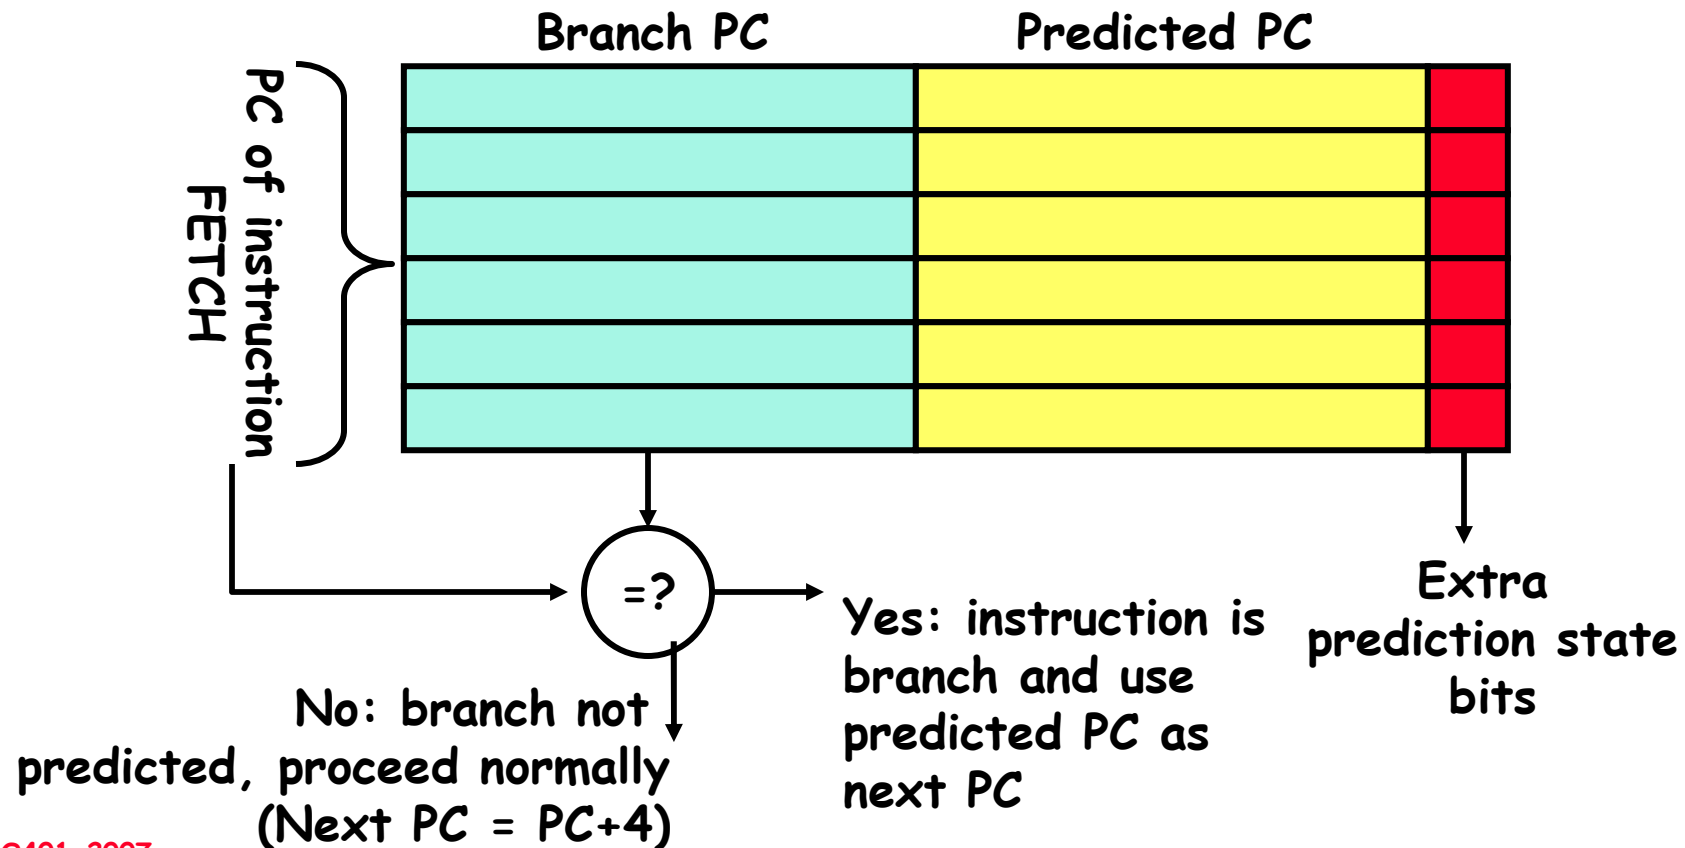 Branch PC
Predicted PC
PC of instruction
FETCH
=?
Yes: instruction is
branch and use
predicted PC as
next PC
Extra
prediction state
bits
No: branch not
predicted, proceed normally
(Next PC = PC+4)